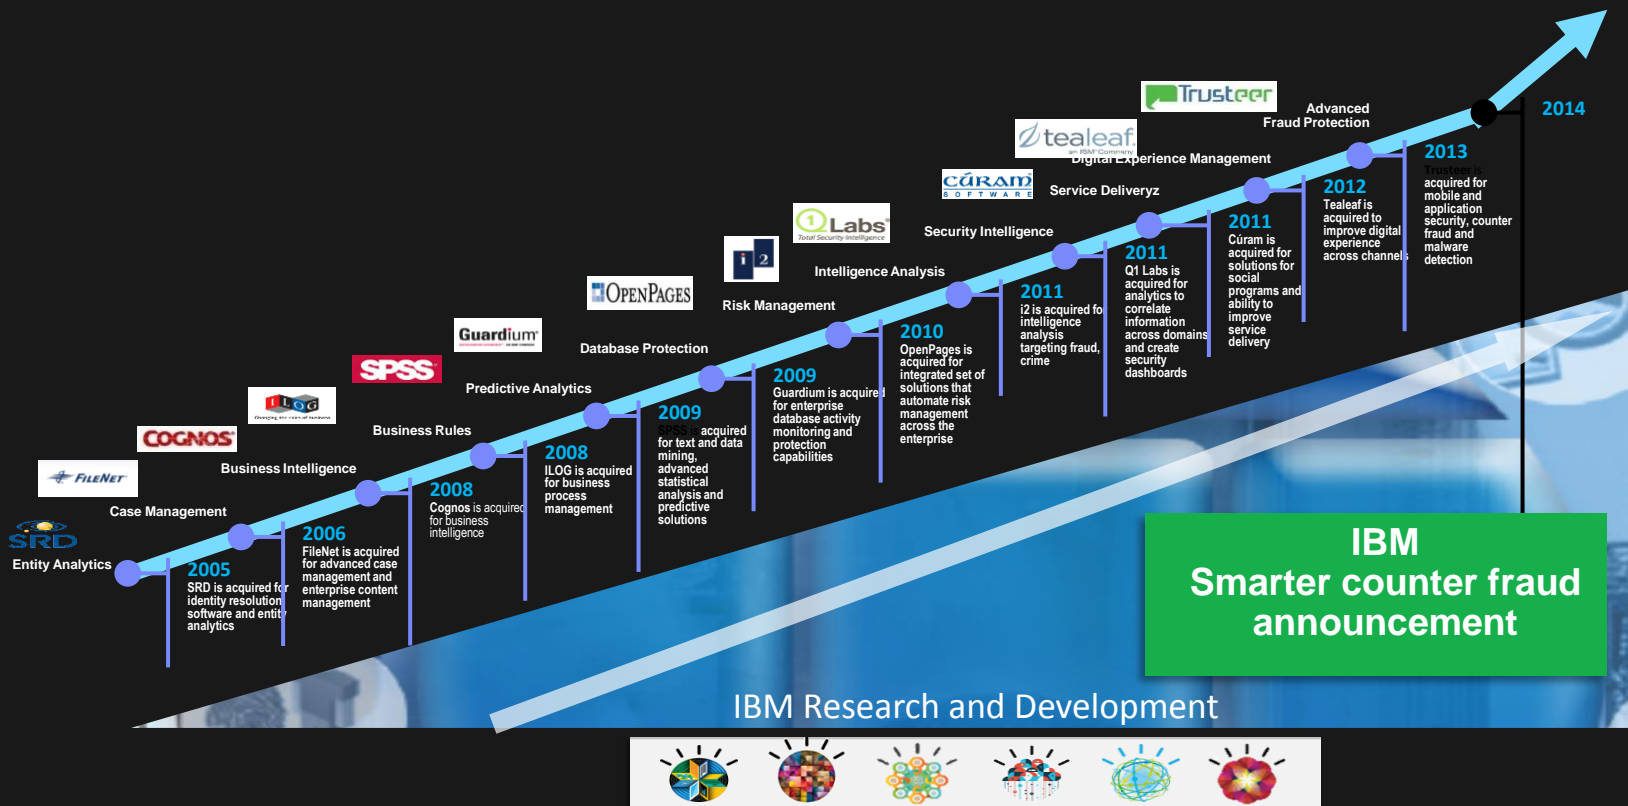 SRD
Entity Analytics
2005
SRD is acquired for
identity resolution
software and entity
analytics
FILENET
Case Management
2006
FileNet is acquired
for advanced case
management and
enterprise content
management
COGNOS
Business Intelligence
2008
Cognos is acquired
for business
intelligence
ILOG
Changing the rules of business
Business Rules
2008
ILOG is acquired
for business
process
management
SPSS
Predictive Analytics
2009
SPSS is acquired
for text and data
mining,
advanced
statistical
analysis and
predictive
solutions
Guardium
Database Protection
2009
Guardium is acquired
for enterprise
database activity
monitoring and
protection
capabilities
OPENPAGES
Risk Management
2010
OpenPages is
acquired for
integrated set of
solutions that
automate risk
management
across the
enterprise
i2
Intelligence Analysis
2011
i2 is acquired for
intelligence
analysis
targeting fraud,
crime
Q1 Labs
Total Security Intelligence
Security Intelligence
2011
Q1 Labs is
acquired for
analytics to
correlate
information
across domains
and create
security
dashboards
CÚRAM
SOFTWARE
Service Deliveryz
2011
Cúram is
acquired for
solutions for
social
programs and
ability to
improve
service
delivery
tealeaf
an IBM Company
Digital Experience Management
2012
Tealeaf is
acquired to
improve digital
experience
across channels
Trusteer
Advanced
Fraud Protection
2013
Trusteer is
acquired for
mobile and
application
security, counter
fraud and
malware
detection
2014
IBM
Smarter counter fraud
announcement
IBM Research and Development